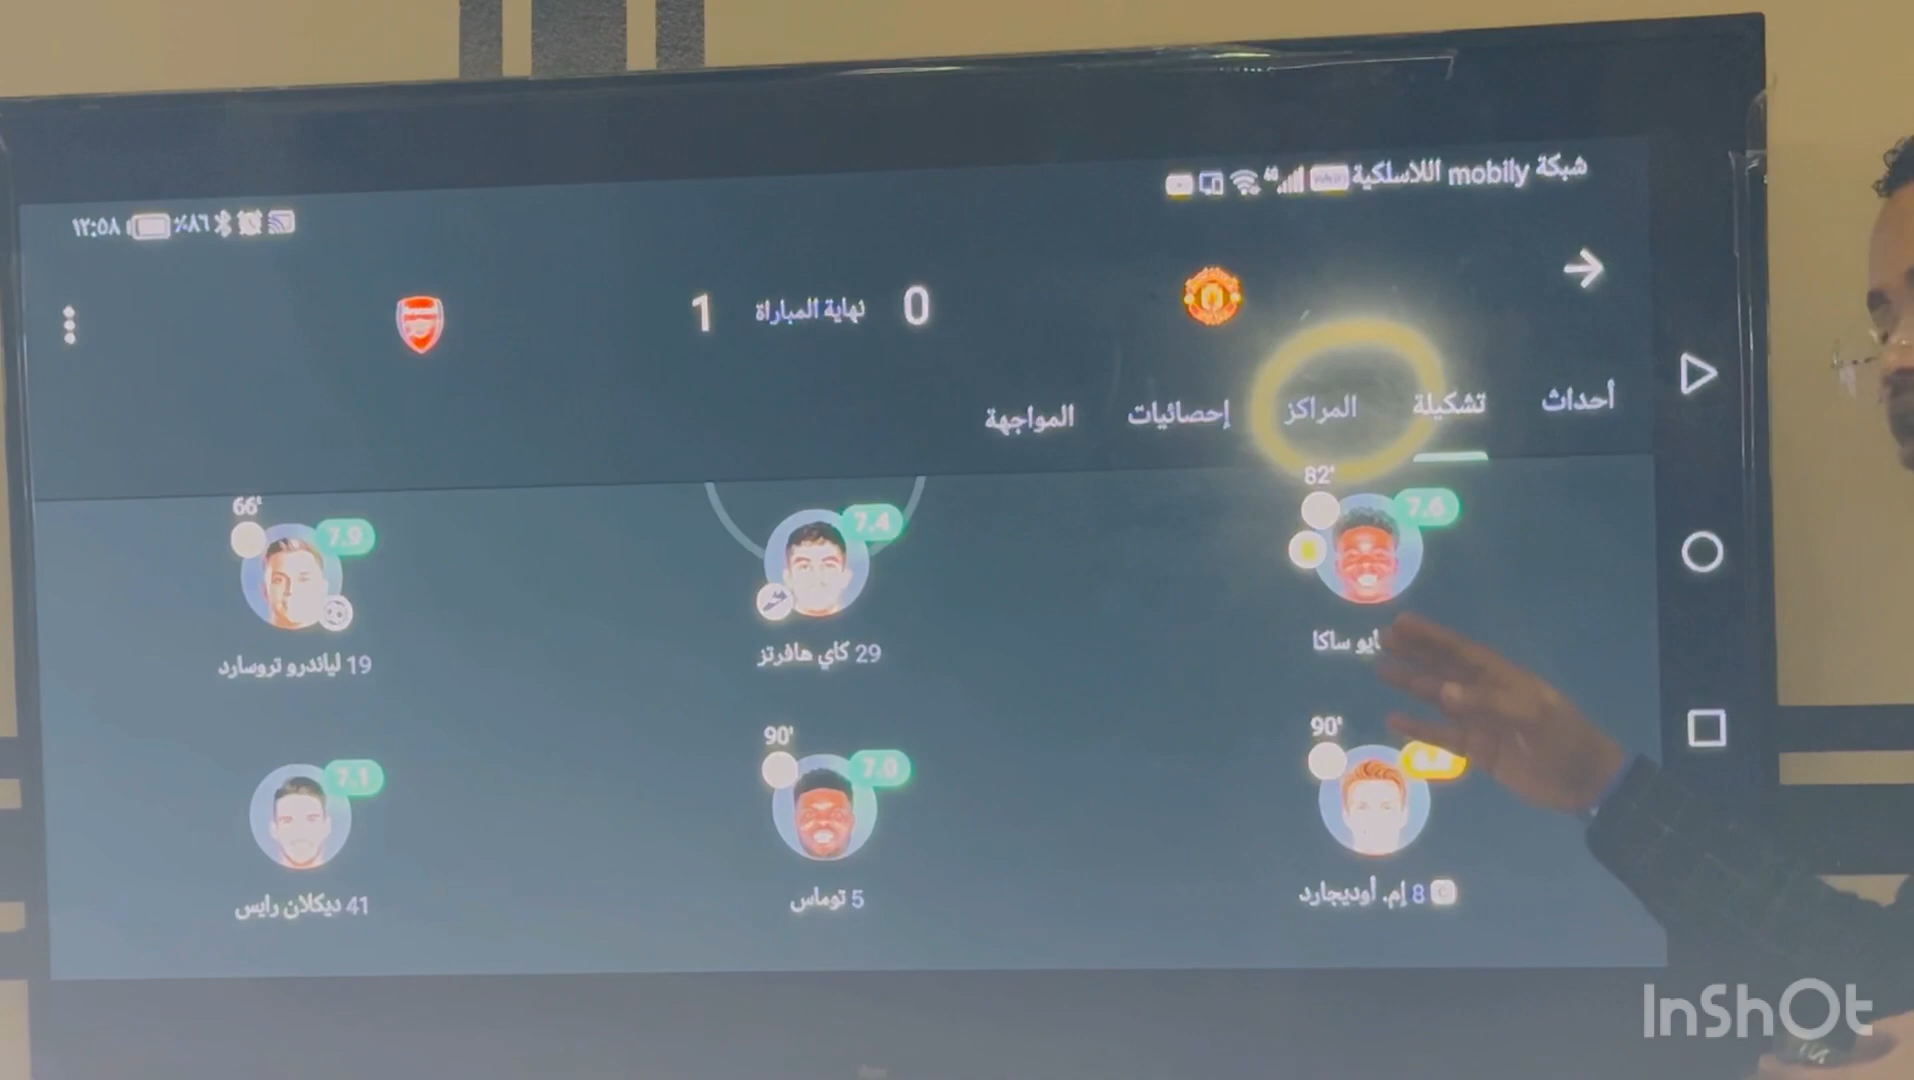 شبكة mobily اللاسلكية
٪٨٦ ١٢:٥٨
0 نهاية المباراة 1
أحداث تشكيلة المراكز إحصائيات المواجهة
82' 66'
7.6 7.4 7.9
ايو ساكا 29 كاي هافرتز 19 لياندرو تروسارد
90' 90'
7.0 7.1
8 إم. أوديجارد 5 توماس 41 ديكلان رايس
InShOt